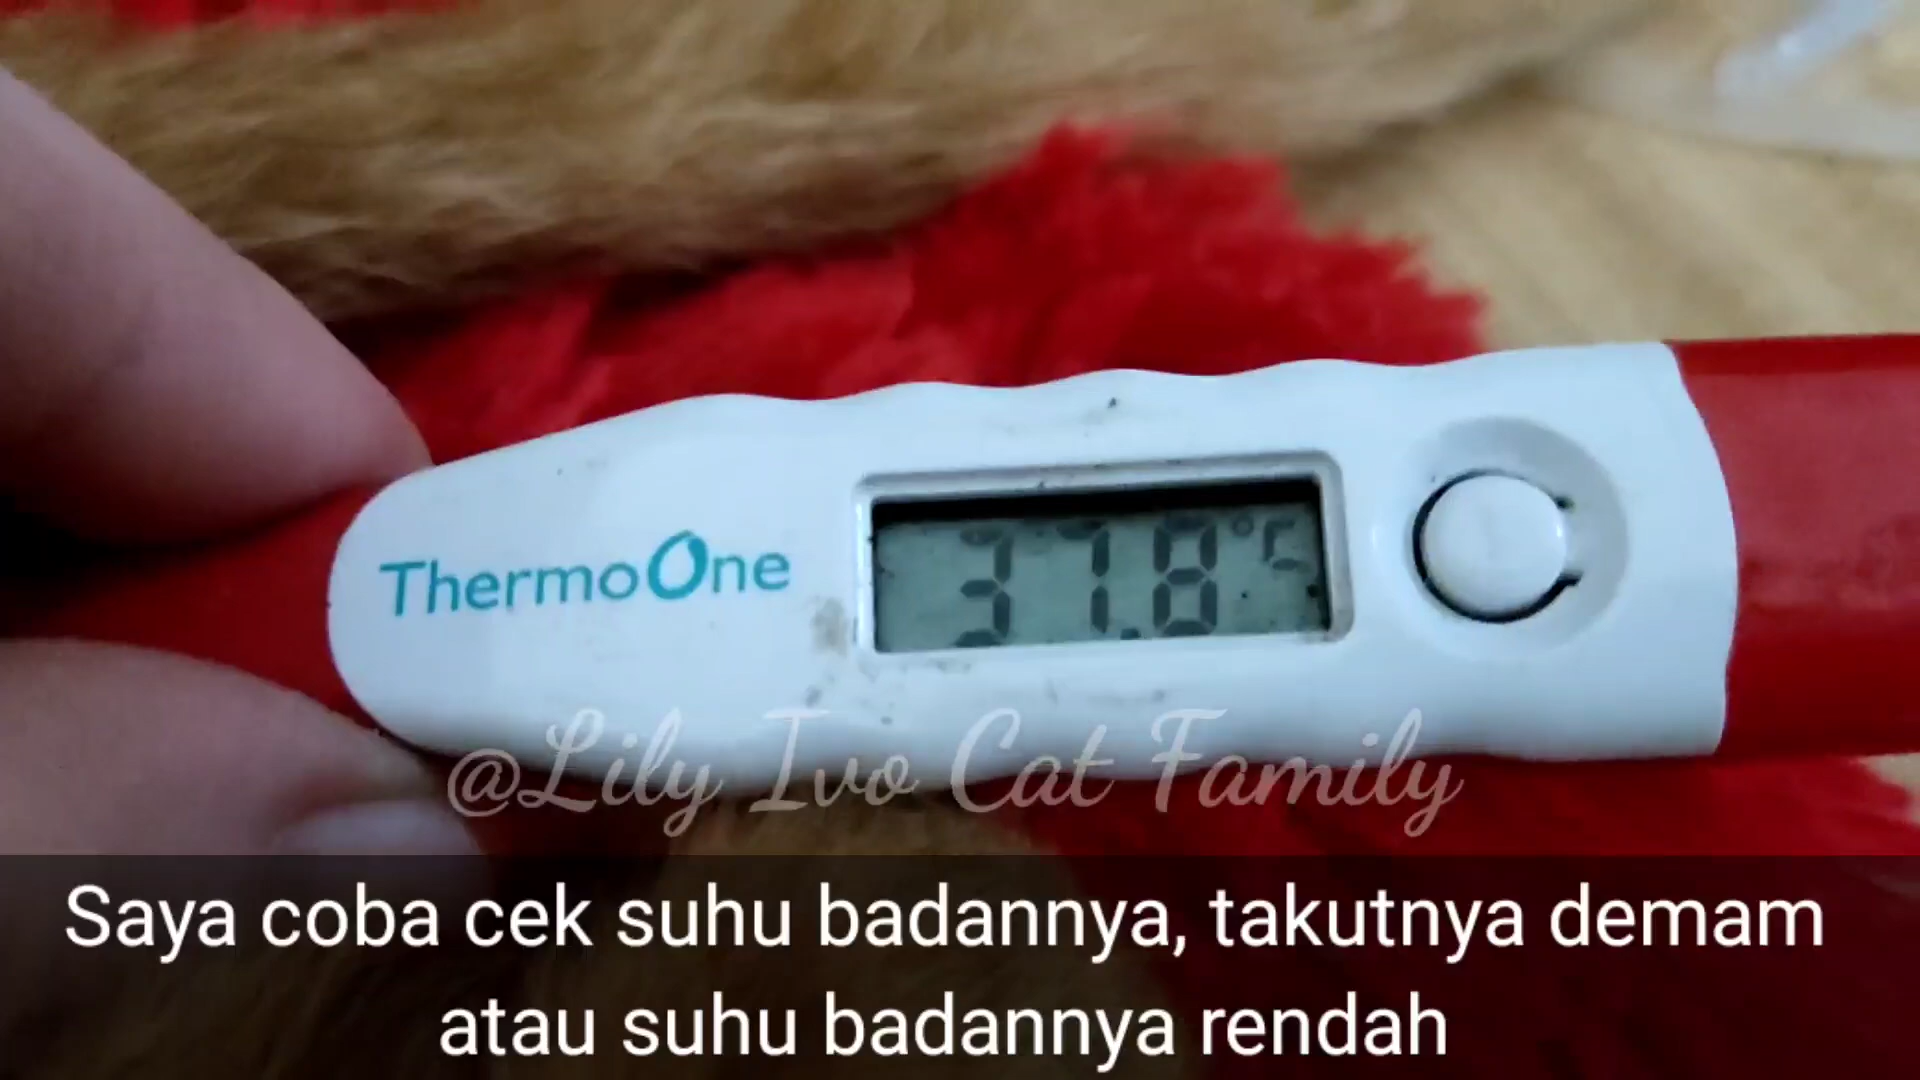 ThermoOne
37.8 °C
@Lily Ivo Cat Family
Saya coba cek suhu badannya, takutnya demam
atau suhu badannya rendah